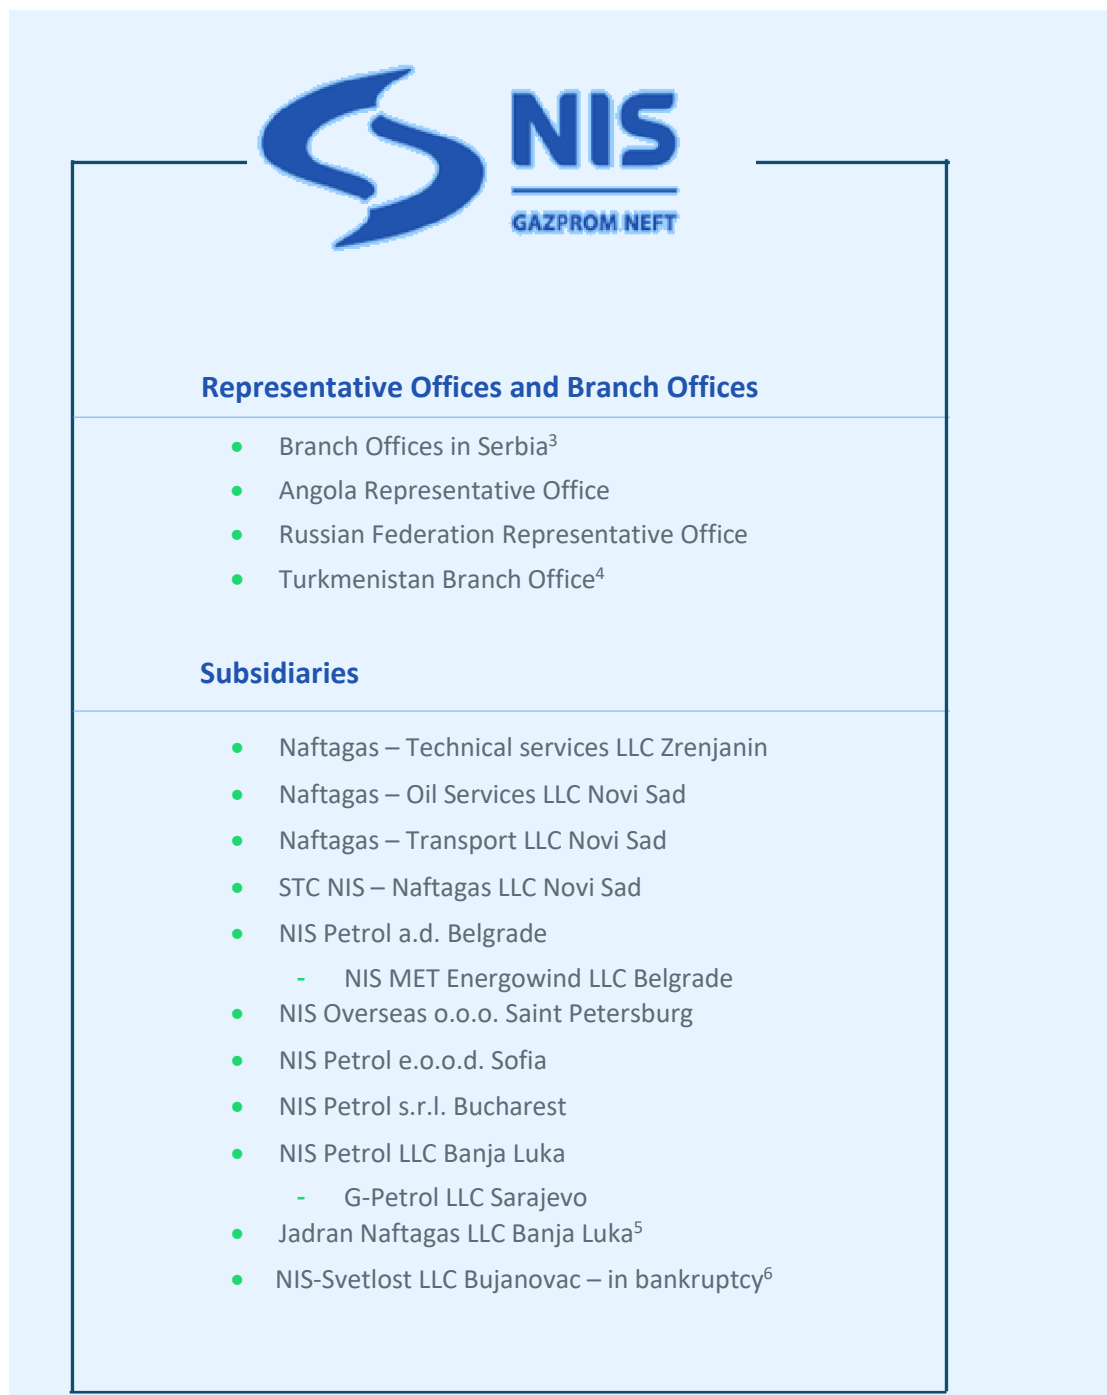 NIS
GAZPROM NEFT
Representative Offices and Branch Offices
• Branch Offices in Serbia³
• Angola Representative Office
• Russian Federation Representative Office
• Turkmenistan Branch Office⁴
Subsidiaries
• Naftagas – Technical services LLC Zrenjanin
• Naftagas – Oil Services LLC Novi Sad
• Naftagas – Transport LLC Novi Sad
• STC NIS – Naftagas LLC Novi Sad
• NIS Petrol a.d. Belgrade
- NIS MET Energowind LLC Belgrade
• NIS Overseas o.o.o. Saint Petersburg
• NIS Petrol e.o.o.d. Sofia
• NIS Petrol s.r.l. Bucharest
• NIS Petrol LLC Banja Luka
- G-Petrol LLC Sarajevo
• Jadran Naftagas LLC Banja Luka⁵
• NIS-Svetlost LLC Bujanovac – in bankruptcy⁶